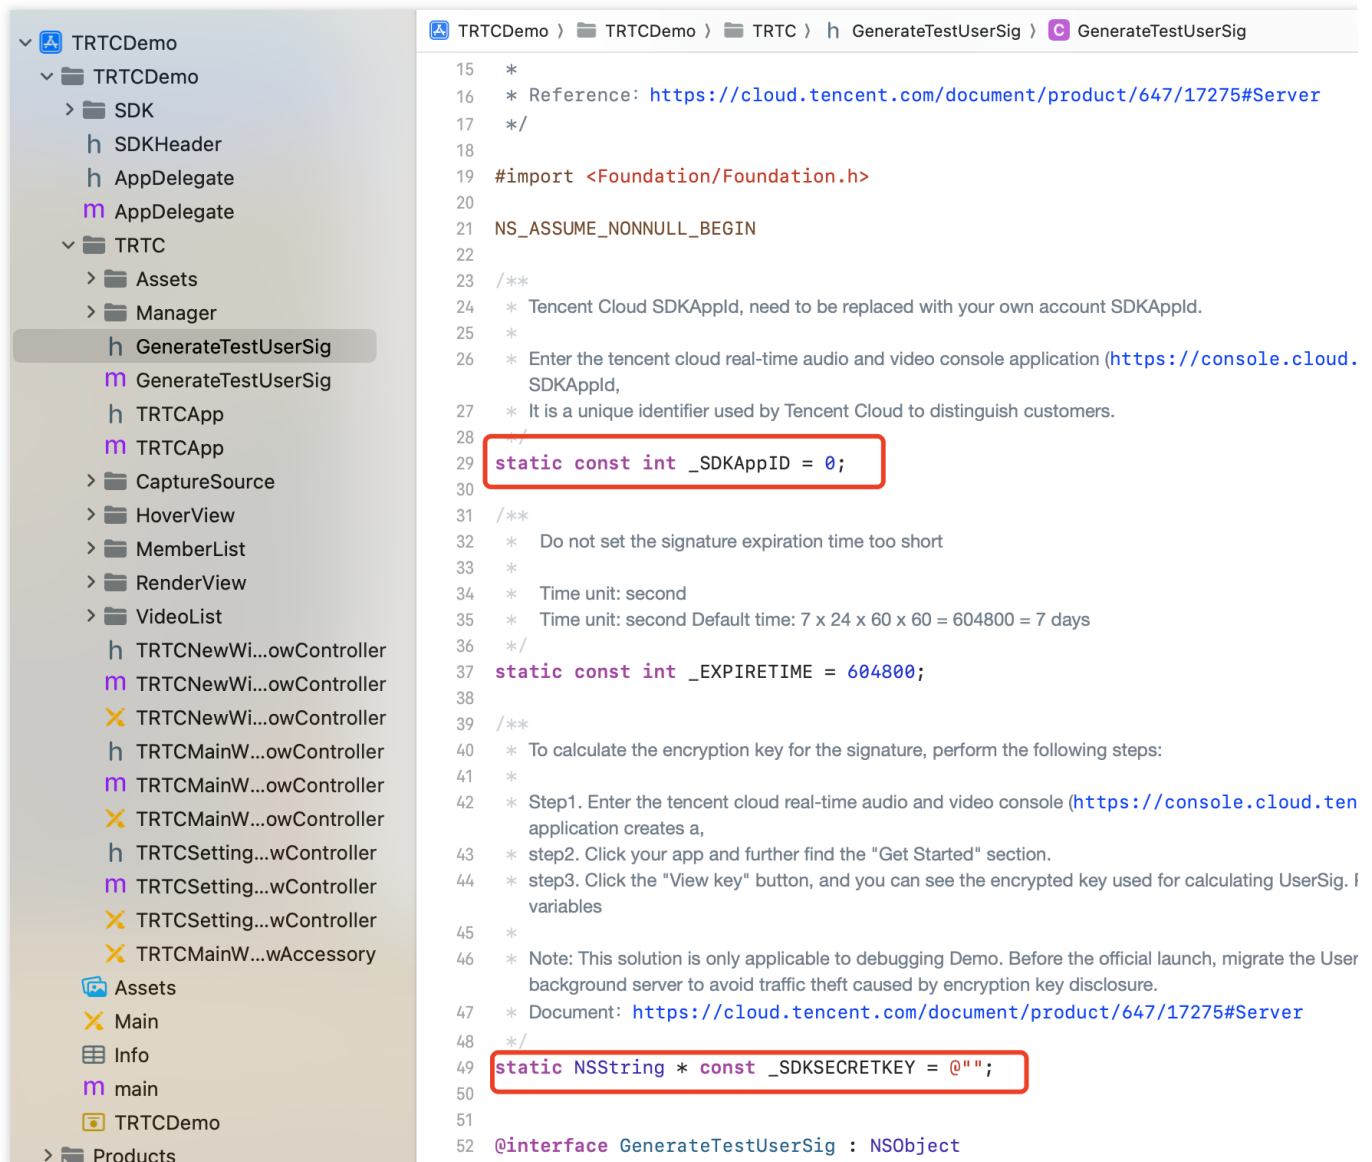 TRTCDemo
TRTCDemo
SDK
SDKHeader
AppDelegate
AppDelegate
TRTC
Assets
Manager
GenerateTestUserSig
GenerateTestUserSig
TRTCApp
TRTCApp
CaptureSource
HoverView
MemberList
RenderView
VideoList
TRTCNewWi...owController
TRTCNewWi...owController
TRTCNewWi...owController
TRTCMainW...owController
TRTCMainW...owController
TRTCMainW...owController
TRTCSetting...wController
TRTCSetting...wController
TRTCSetting...wController
TRTCMainW...wAccessory
Assets
Main
Info
main
TRTCDemo
Products
TRTCDemo 〉 TRTCDemo 〉 TRTC 〉 h GenerateTestUserSig 〉 C GenerateTestUserSig
15 *
16 * Reference: https://cloud.tencent.com/document/product/647/17275#Server
17 */
18
19 #import <Foundation/Foundation.h>
20
21 NS_ASSUME_NONNULL_BEGIN
22
23 /**
24 * Tencent Cloud SDKAppId, need to be replaced with your own account SDKAppId.
25 *
26 * Enter the tencent cloud real-time audio and video console application (https://console.cloud.
SDKAppId,
27 * It is a unique identifier used by Tencent Cloud to distinguish customers.
28 */
29 static const int _SDKAppID = 0;
30
31 /**
32 * Do not set the signature expiration time too short
33 *
34 * Time unit: second
35 * Time unit: second Default time: 7 x 24 x 60 x 60 = 604800 = 7 days
36 */
37 static const int _EXPIRETIME = 604800;
38
39 /**
40 * To calculate the encryption key for the signature, perform the following steps:
41 *
42 * Step1. Enter the tencent cloud real-time audio and video console (https://console.cloud.ten
application creates a,
43 * step2. Click your app and further find the "Get Started" section.
44 * step3. Click the "View key" button, and you can see the encrypted key used for calculating UserSig.
variables
45 *
46 * Note: This solution is only applicable to debugging Demo. Before the official launch, migrate the User
background server to avoid traffic theft caused by encryption key disclosure.
47 * Document: https://cloud.tencent.com/document/product/647/17275#Server
48 */
49 static NSString * const _SDKSECRETKEY = @"";
50
51
52 @interface GenerateTestUserSig : NSObject